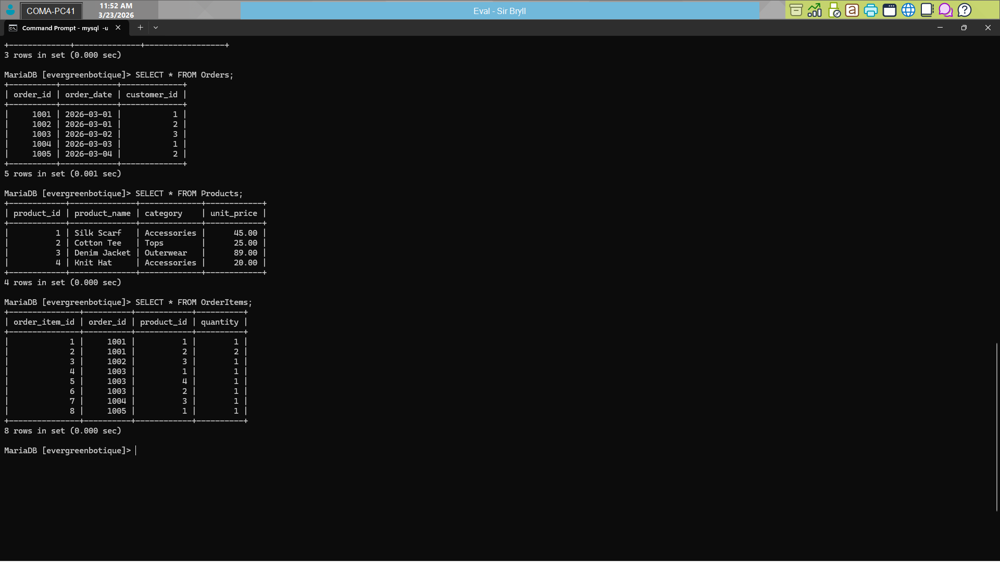 COMA-PC41
11:52 AM
3/23/2026
Eval - Sir Bryll
Command Prompt - mysql  -u
+-------------+--------------+-----------------+
3 rows in set (0.000 sec)
MariaDB [evergreenbotique]> SELECT * FROM Orders;
+----------+------------+-------------+
| order_id | order_date | customer_id |
+----------+------------+-------------+
|     1001 | 2026-03-01 |           1 |
|     1002 | 2026-03-01 |           2 |
|     1003 | 2026-03-02 |           3 |
|     1004 | 2026-03-03 |           1 |
|     1005 | 2026-03-04 |           2 |
+----------+------------+-------------+
5 rows in set (0.001 sec)
MariaDB [evergreenbotique]> SELECT * FROM Products;
+------------+--------------+-------------+------------+
| product_id | product_name | category    | unit_price |
+------------+--------------+-------------+------------+
|          1 | Silk Scarf   | Accessories |      45.00 |
|          2 | Cotton Tee   | Tops        |      25.00 |
|          3 | Denim Jacket | Outerwear   |      89.00 |
|          4 | Knit Hat     | Accessories |      20.00 |
+------------+--------------+-------------+------------+
4 rows in set (0.000 sec)
MariaDB [evergreenbotique]> SELECT * FROM OrderItems;
+---------------+----------+------------+----------+
| order_item_id | order_id | product_id | quantity |
+---------------+----------+------------+----------+
|             1 |     1001 |          1 |        1 |
|             2 |     1001 |          2 |        2 |
|             3 |     1002 |          3 |        1 |
|             4 |     1003 |          1 |        1 |
|             5 |     1003 |          4 |        1 |
|             6 |     1003 |          2 |        1 |
|             7 |     1004 |          3 |        1 |
|             8 |     1005 |          1 |        1 |
+---------------+----------+------------+----------+
8 rows in set (0.000 sec)
MariaDB [evergreenbotique]>